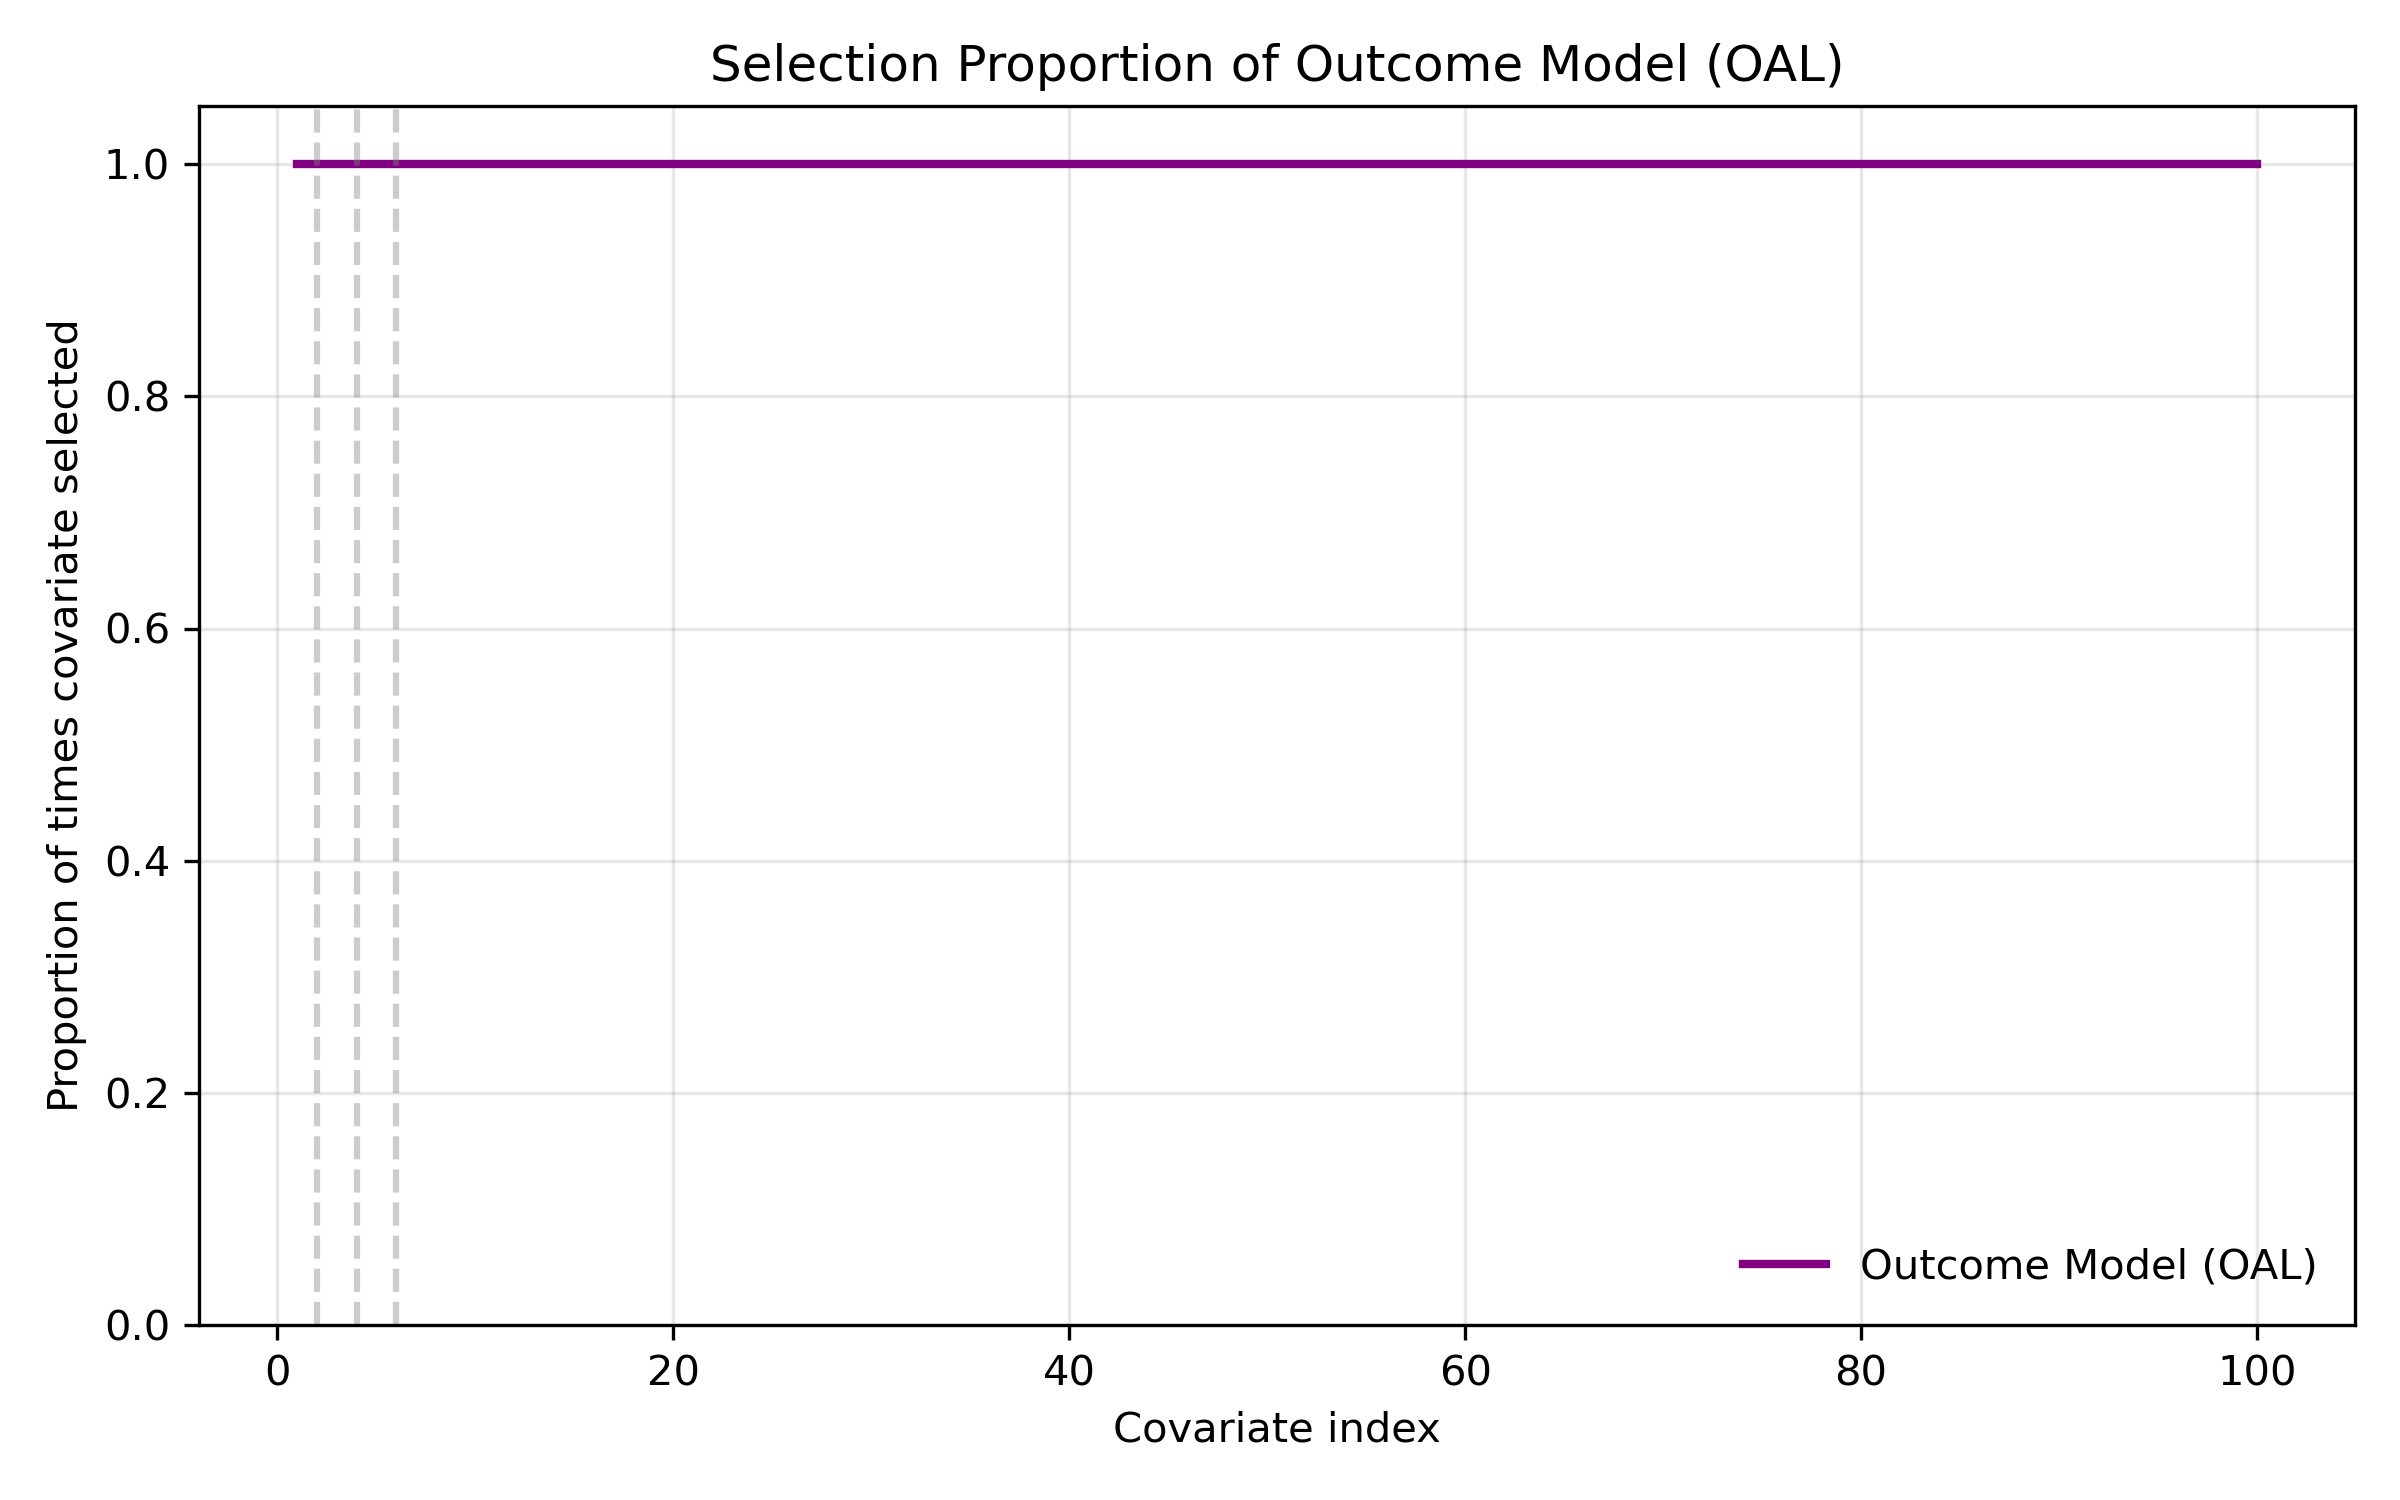 Selection Proportion of Outcome Model (OAL)
Proportion of times covariate selected
1.0
0.8
0.6
0.4
0.2
0.0
Outcome Model (OAL)
0 20 40 60 80 100
Covariate index